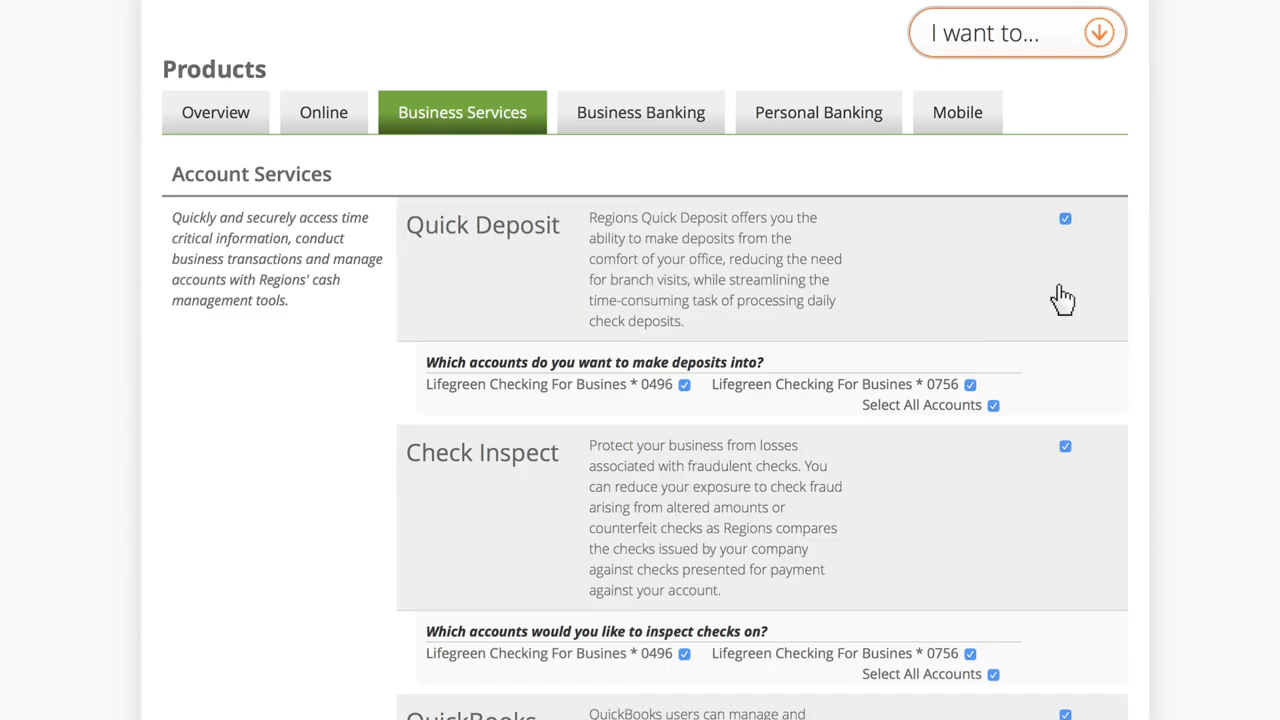 I want to...
Products
Overview
Online
Business Services
Business Banking
Personal Banking
Mobile
Account Services
Quickly and securely access time
critical information, conduct
business transactions and manage
accounts with Regions' cash
management tools.
Quick Deposit
Regions Quick Deposit offers you the
ability to make deposits from the
comfort of your office, reducing the need
for branch visits, while streamlining the
time-consuming task of processing daily
check deposits.
Which accounts do you want to make deposits into?
Lifegreen Checking For Busines * 0496
Lifegreen Checking For Busines * 0756
Select All Accounts
Check Inspect
Protect your business from losses
associated with fraudulent checks. You
can reduce your exposure to check fraud
arising from altered amounts or
counterfeit checks as Regions compares
the checks issued by your company
against checks presented for payment
against your account.
Which accounts would you like to inspect checks on?
Lifegreen Checking For Busines * 0496
Lifegreen Checking For Busines * 0756
Select All Accounts
QuickBooks
QuickBooks users can manage and